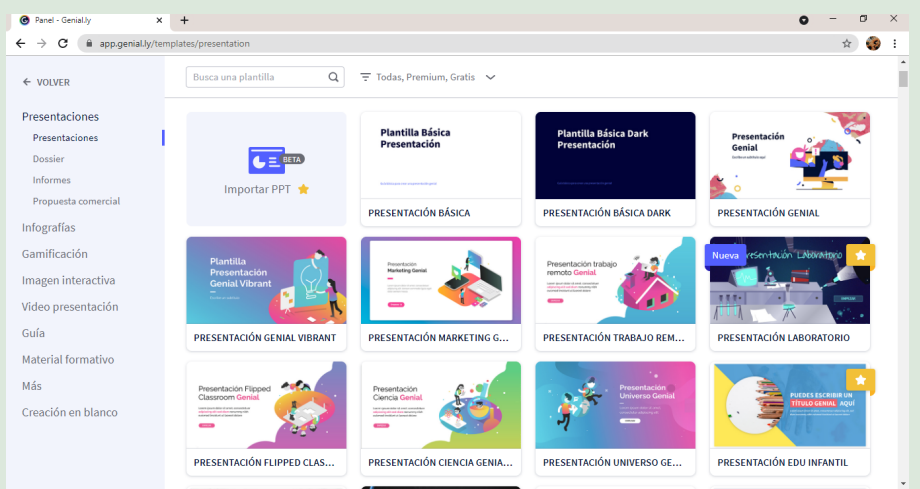 Panel - Genial.ly
app.genial.ly/templates/presentation
VOLVER
Presentaciones
Presentaciones
Dossier
Informes
Propuesta comercial
Infografías
Gamificación
Imagen interactiva
Video presentación
Guía
Material formativo
Más
Creación en blanco
Busca una plantilla
Todas, Premium, Gratis
BETA
Importar PPT
Plantilla Básica
Presentación
PRESENTACIÓN BÁSICA
Plantilla Básica Dark
Presentación
PRESENTACIÓN BÁSICA DARK
Presentación
Genial
PRESENTACIÓN GENIAL
Plantilla
Presentación
Genial Vibrant
PRESENTACIÓN GENIAL VIBRANT
Presentación
Marketing Genial
PRESENTACIÓN MARKETING G...
Presentación trabajo
remoto Genial
PRESENTACIÓN TRABAJO REM...
Nueva
resentación Laboratorio
PRESENTACIÓN LABORATORIO
Presentación Flipped
Classroom Genial
PRESENTACIÓN FLIPPED CLAS...
Presentación
Ciencia Genial
PRESENTACIÓN CIENCIA GENIA...
Presentación
Universo Genial
PRESENTACIÓN UNIVERSO GE...
PUEDES ESCRIBIR UN
TÍTULO GENIAL AQUÍ
PRESENTACIÓN EDU INFANTIL